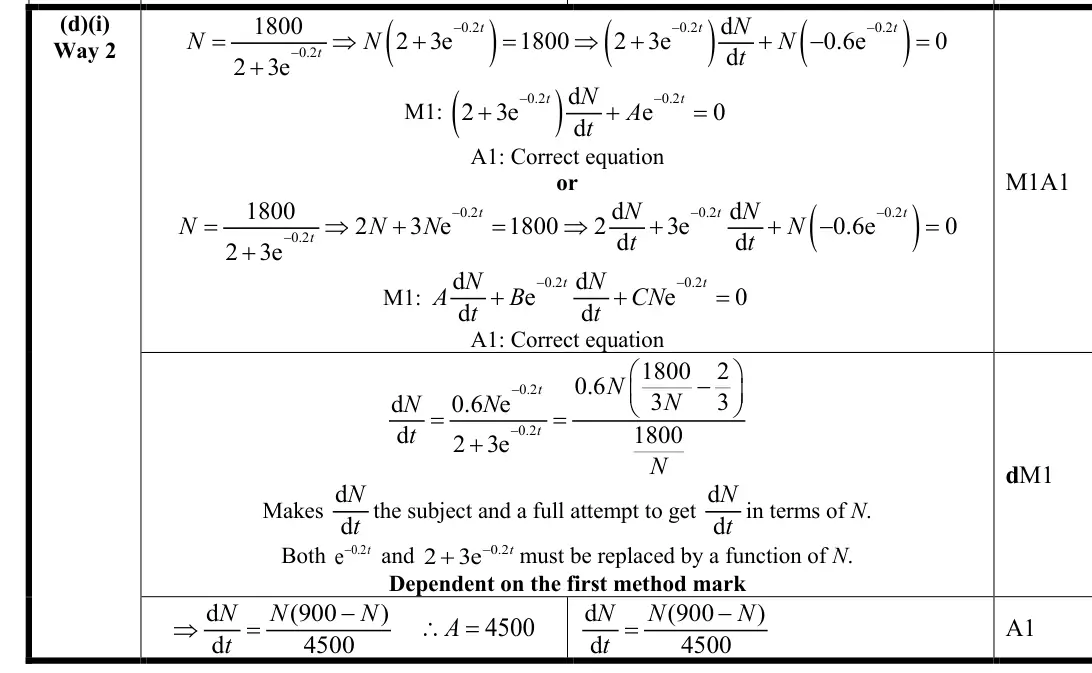 (d)(i)
Way 2
N = 1800/(2 + 3e^{−0.2t}) ⇒ N(2 + 3e^{−0.2t}) = 1800 ⇒ (2 + 3e^{−0.2t}) dN/dt + N(−0.6e^{−0.2t}) = 0
M1: (2 + 3e^{−0.2t}) dN/dt + Ae^{−0.2t} = 0
A1: Correct equation
or
N = 1800/(2 + 3e^{−0.2t}) ⇒ 2N + 3Ne^{−0.2t} = 1800 ⇒ 2 dN/dt + 3e^{−0.2t} dN/dt + N(−0.6e^{−0.2t}) = 0
M1: A dN/dt + Be^{−0.2t} dN/dt + CNe^{−0.2t} = 0
A1: Correct equation
M1A1
dN/dt = 0.6Ne^{−0.2t}/(2 + 3e^{−0.2t}) = 0.6N(1800/3N − 2/3)/(1800/N)
Makes dN/dt the subject and a full attempt to get dN/dt in terms of N.
Both e^{−0.2t} and 2 + 3e^{−0.2t} must be replaced by a function of N.
Dependent on the first method mark
dM1
⇒ dN/dt = N(900 − N)/4500 ∴ A = 4500
dN/dt = N(900 − N)/4500
A1